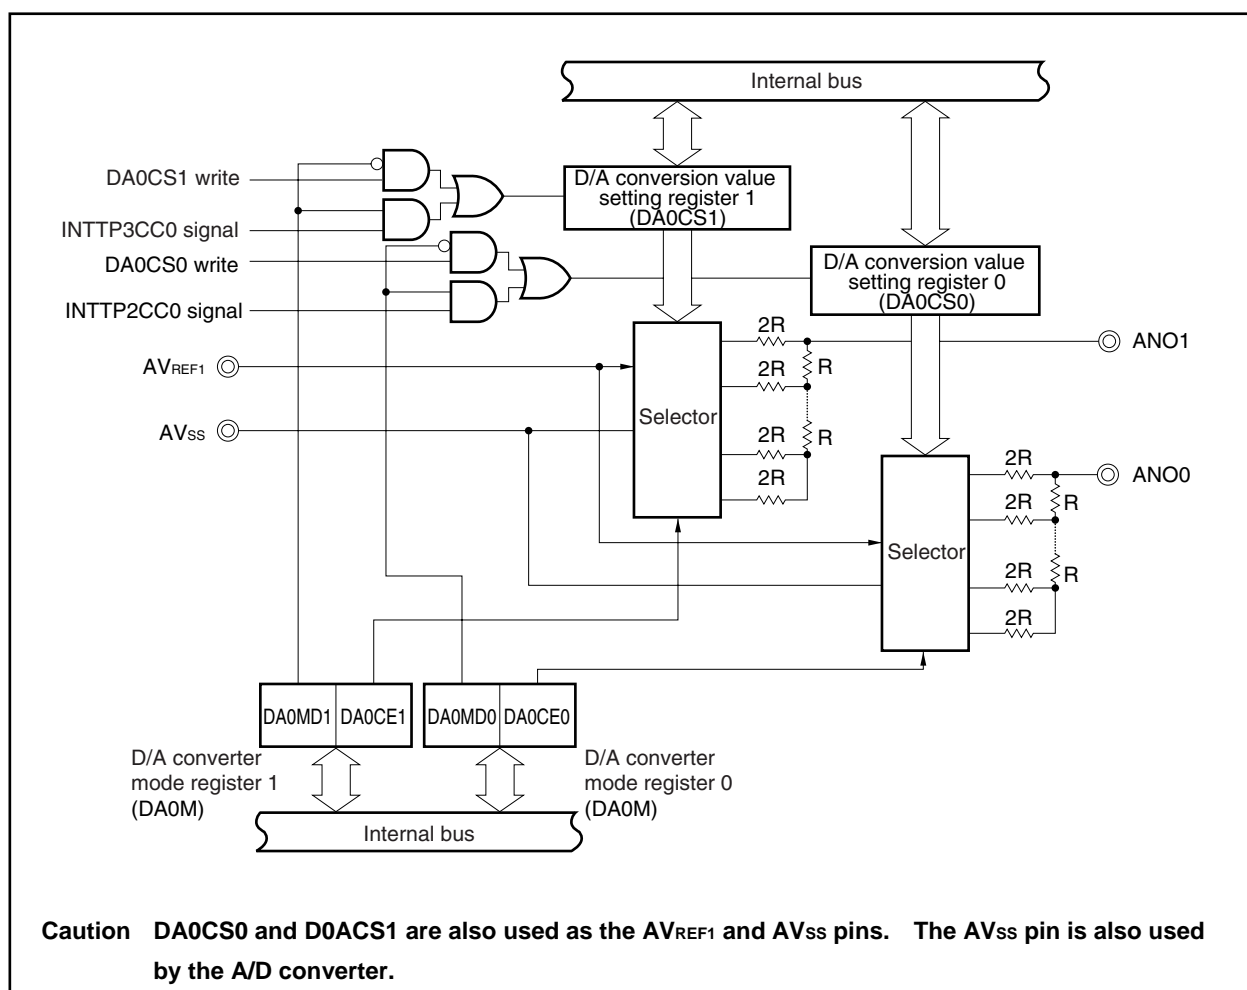 Internal bus
DA0CS1 write
D/A conversion value
setting register 1
(DA0CS1)
INTTP3CC0 signal
DA0CS0 write
D/A conversion value
setting register 0
(DA0CS0)
INTTP2CC0 signal
2R
ANO1
AVREF1
R
2R
Selector
AVSS
2R
R
2R
2R
ANO0
2R
R
Selector
2R
R
2R
DA0MD1
DA0CE1
DA0MD0
DA0CE0
D/A converter
mode register 1
(DA0M)
D/A converter
mode register 0
(DA0M)
Internal bus
Caution DA0CS0 and D0ACS1 are also used as the AVREF1 and AVSS pins. The AVSS pin is also used
by the A/D converter.